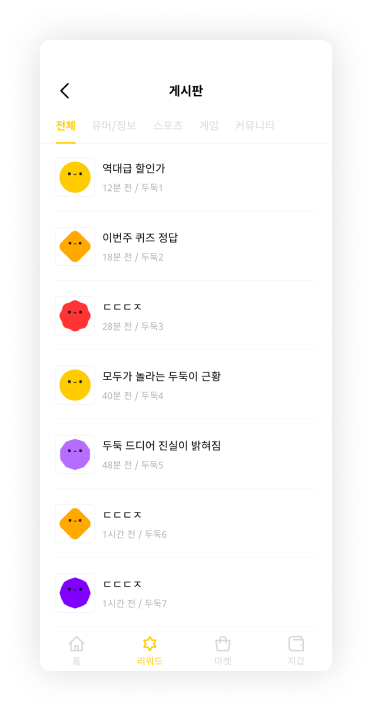 게시판
전체 유머/정보 스포츠 게임 커뮤니티
역대급 할인가
12분 전 / 두둑1
이번주 퀴즈 정답
18분 전 / 두둑2
ㄷㄷㄷㅈ
28분 전 / 두둑3
모두가 놀라는 두둑이 근황
40분 전 / 두둑4
두둑 드디어 진실이 밝혀짐
48분 전 / 두둑5
ㄷㄷㄷㅈ
1시간 전 / 두둑6
ㄷㄷㄷㅈ
1시간 전 / 두둑7
홈 리워드 마켓 지갑